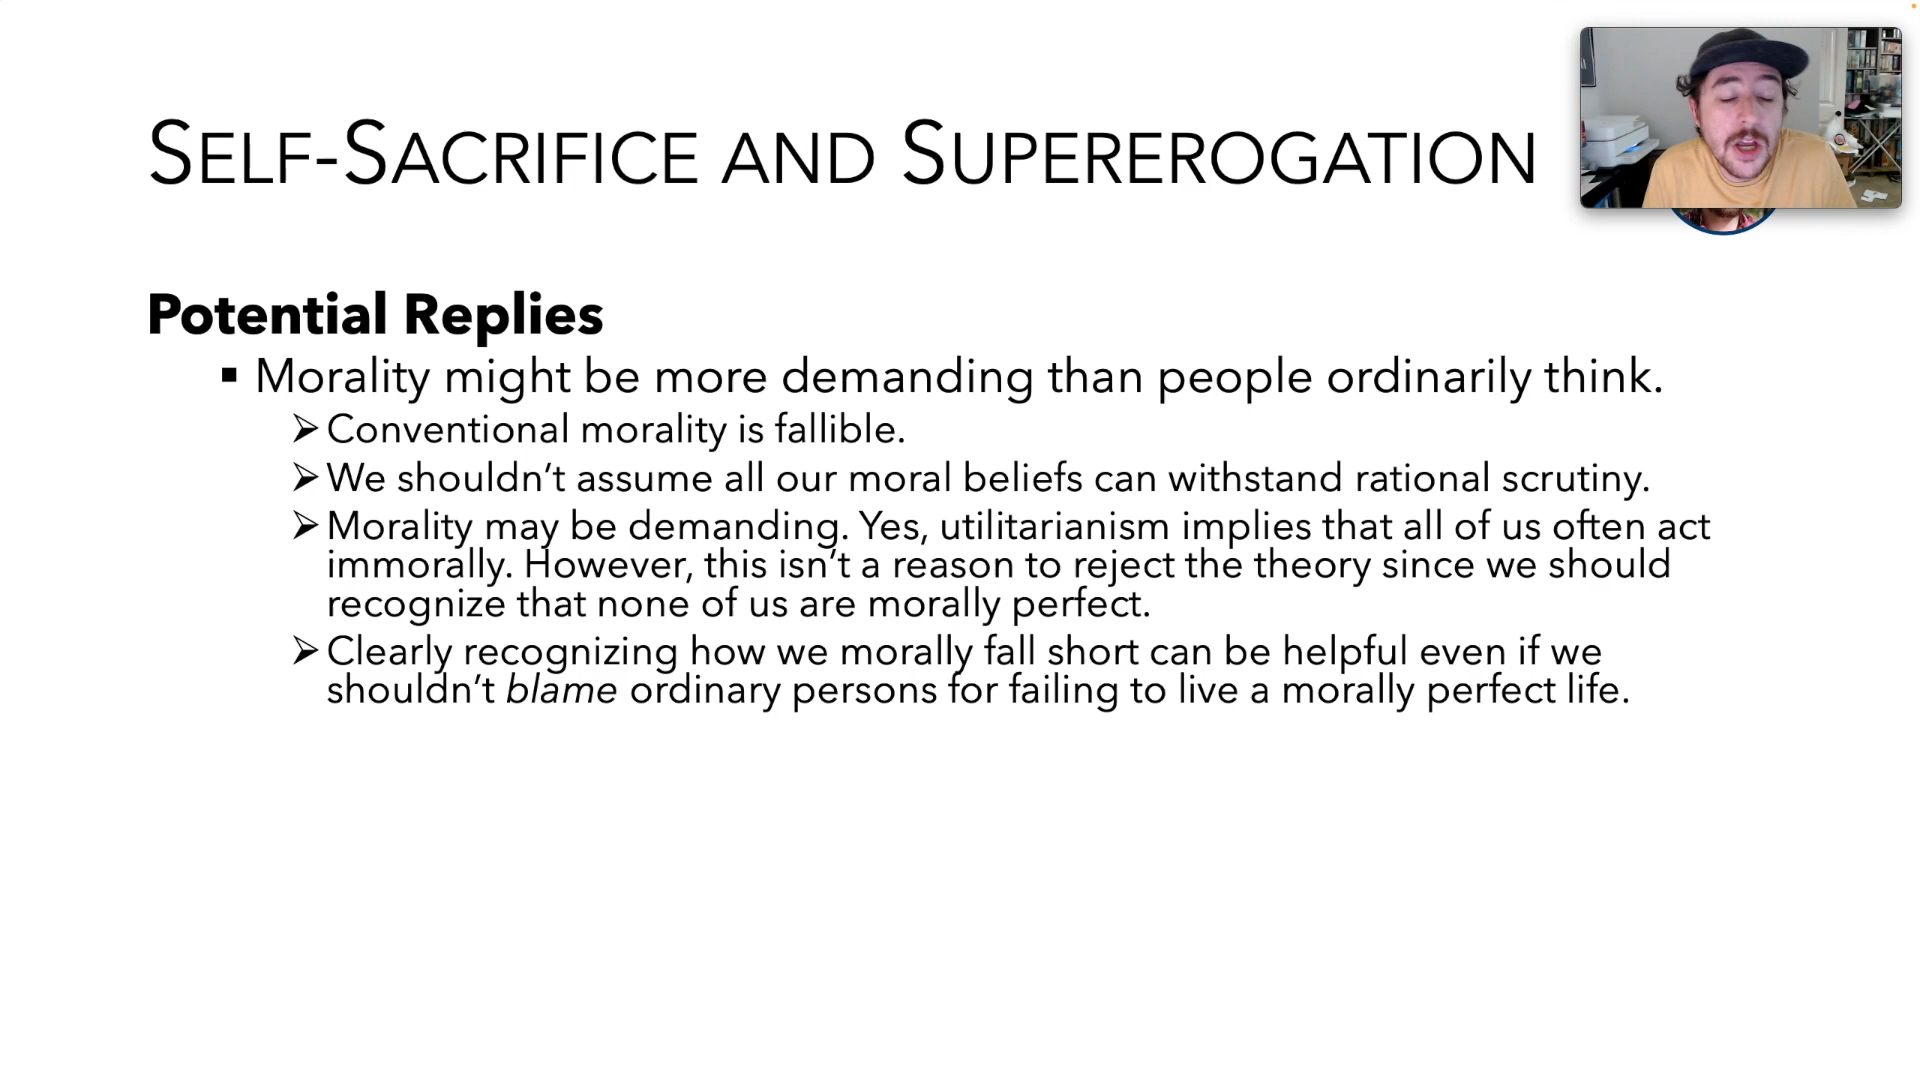 SELF-SACRIFICE AND SUPEREROGATION
Potential Replies
▪ Morality might be more demanding than people ordinarily think.
➢ Conventional morality is fallible.
➢ We shouldn’t assume all our moral beliefs can withstand rational scrutiny.
➢ Morality may be demanding. Yes, utilitarianism implies that all of us often act
immorally. However, this isn’t a reason to reject the theory since we should
recognize that none of us are morally perfect.
➢ Clearly recognizing how we morally fall short can be helpful even if we
shouldn’t blame ordinary persons for failing to live a morally perfect life.